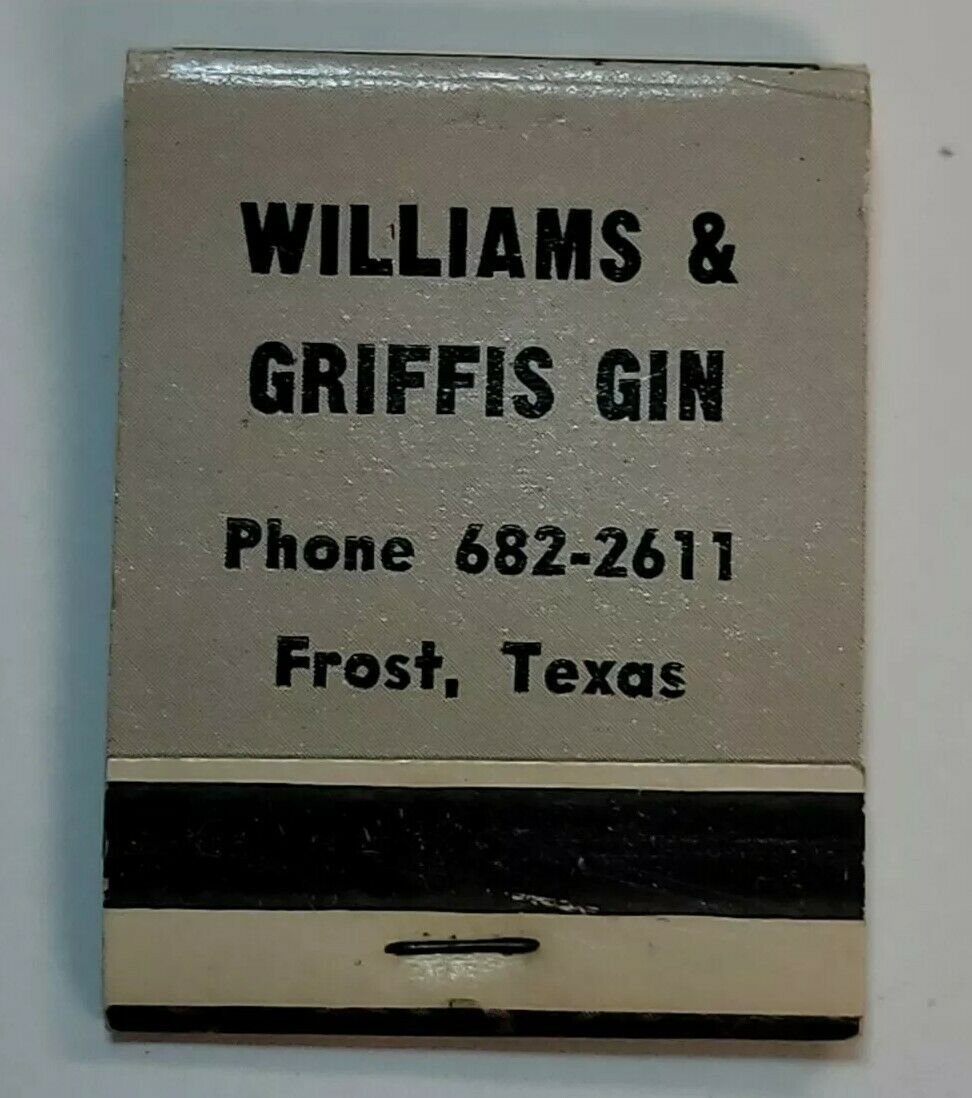 WILLIAMS &
GRIFFIS GIN
Phone 682-2611
Frost, Texas